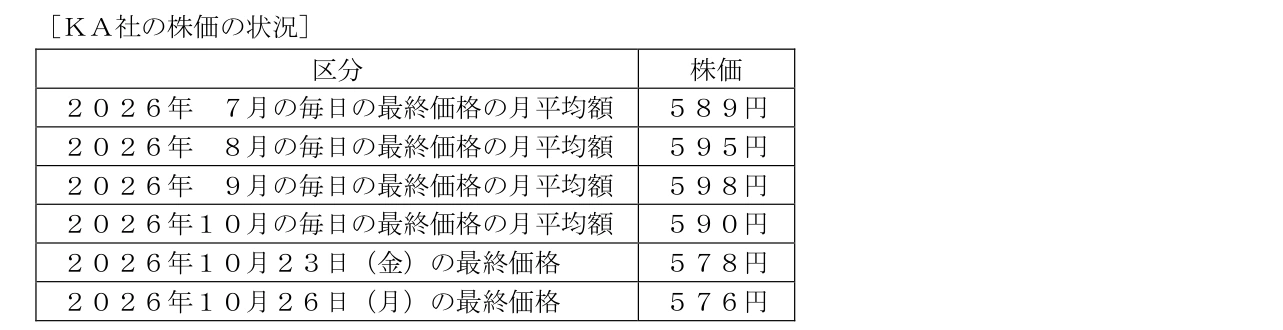 ［ＫＡ社の株価の状況］
区分　株価
２０２６年　７月の毎日の最終価格の月平均額　５８９円
２０２６年　８月の毎日の最終価格の月平均額　５９５円
２０２６年　９月の毎日の最終価格の月平均額　５９８円
２０２６年１０月の毎日の最終価格の月平均額　５９０円
２０２６年１０月２３日（金）の最終価格　５７８円
２０２６年１０月２６日（月）の最終価格　５７６円